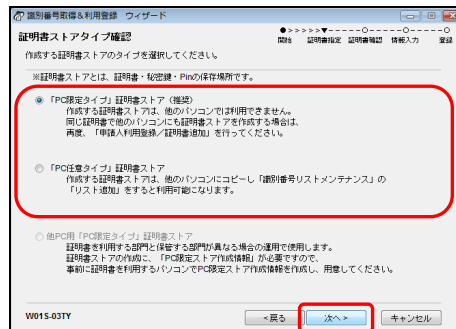 識別番号取得&利用登録 ウィザード
証明書ストアタイプ確認
●>>>>>▼-----○-----○-----○
開始 証明書指定 証明書確認 情報入力 登録
作成する証明書ストアのタイプを選択してください。
※証明書ストアとは、証明書・秘密鍵・Pinの保存場所です。
「PC限定タイプ」証明書ストア（推奨）
作成する証明書ストアは、他のパソコンでは利用できません。
同じ証明書で他のパソコンにも証明書ストアを作成する場合は、
再度、「申請人利用登録／証明書追加」を行ってください。
「PC任意タイプ」証明書ストア
作成する証明書ストアは、他のパソコンにコピーし「識別番号リストメンテナンス」の
「リスト追加」をすると利用可能になります。
他PC用「PC限定タイプ」証明書ストア
証明書を利用する部門と保管する部門が異なる場合の運用で使用します。
証明書ストアの作成に、「PC限定ストア作成情報」が必要ですので、
事前に証明書を利用するパソコンでPC限定ストア作成情報を作成し、用意してください。
W01S-03TY
<戻る
次へ>
キャンセル